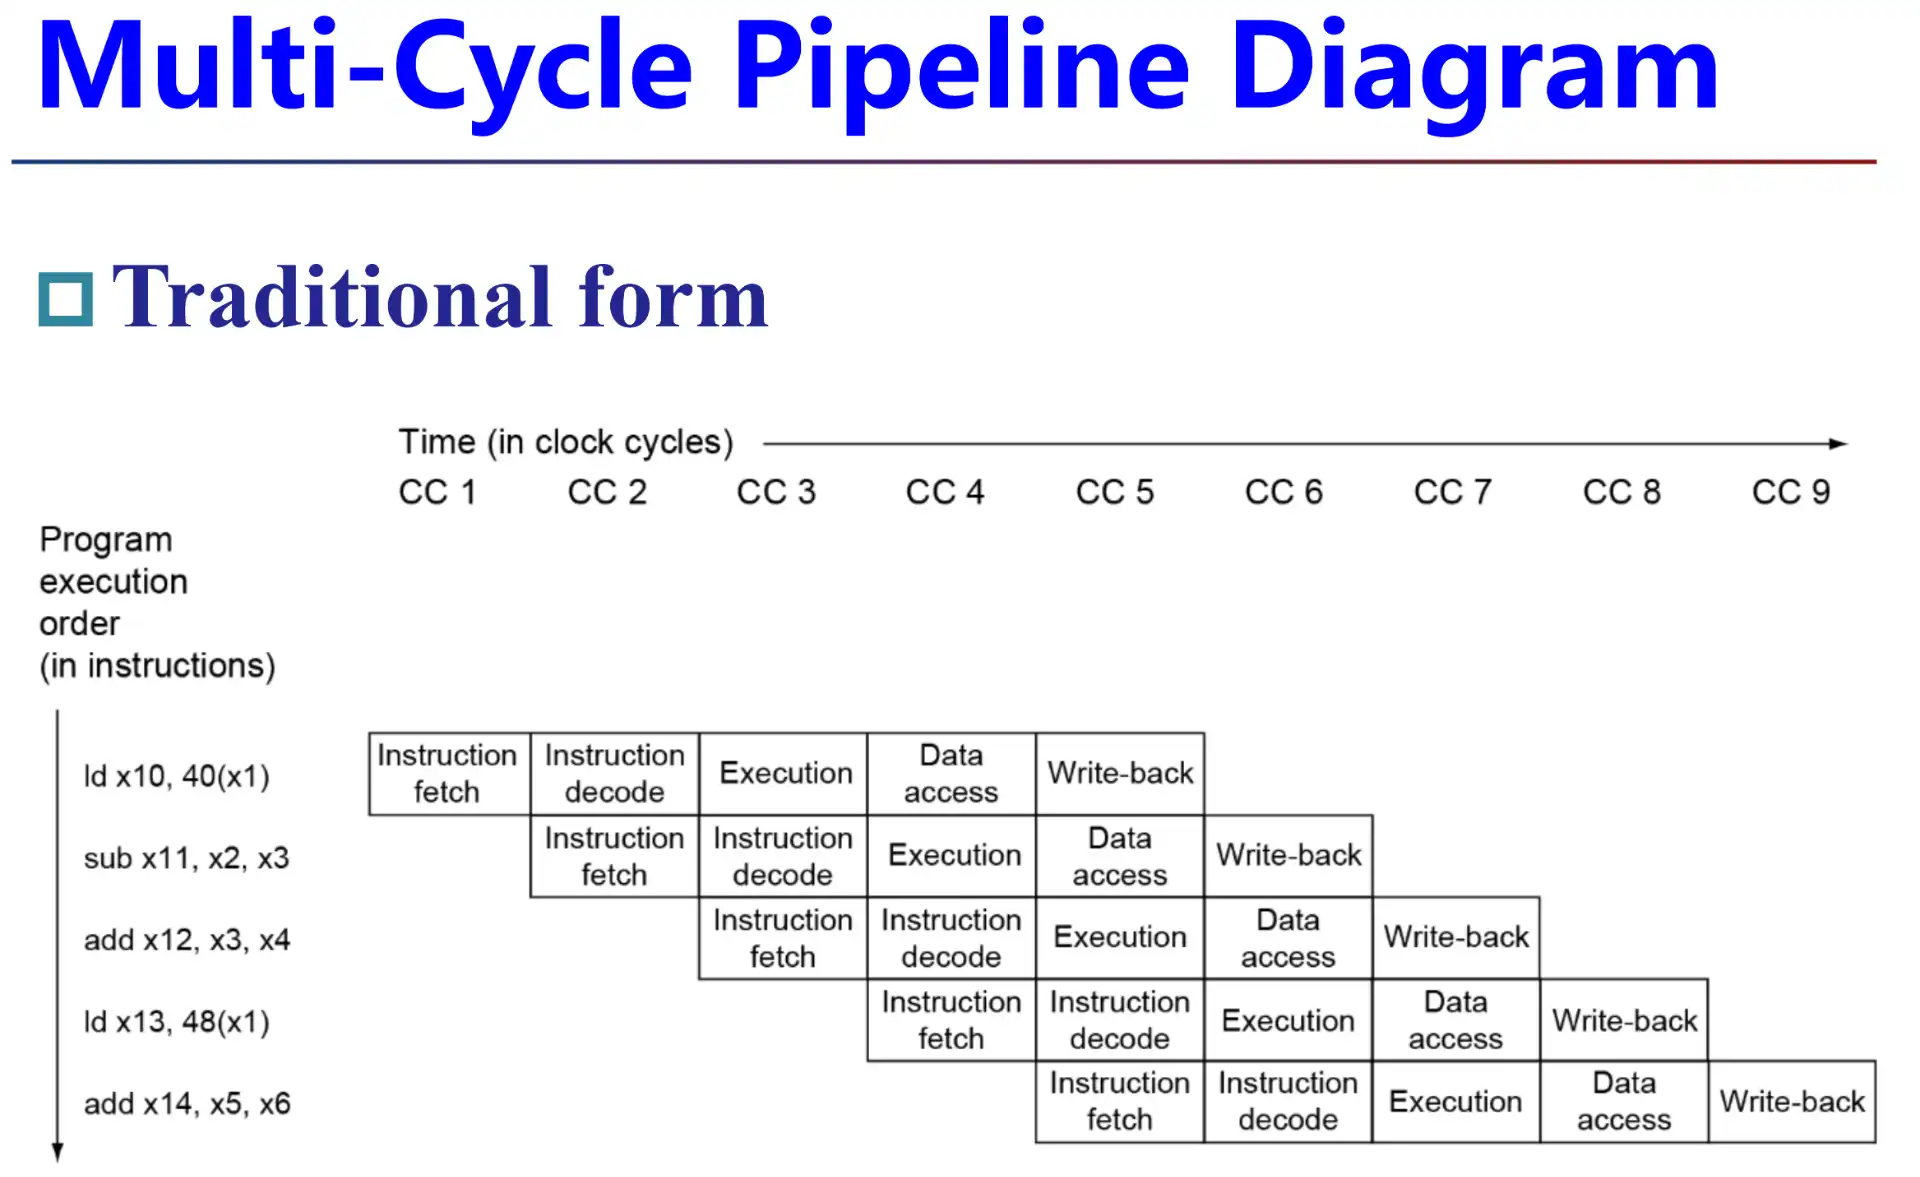 Multi-Cycle Pipeline Diagram
Traditional form
Time (in clock cycles)
CC 1 CC 2 CC 3 CC 4 CC 5 CC 6 CC 7 CC 8 CC 9
Program
execution
order
(in instructions)
ld x10, 40(x1)
Instruction fetch
Instruction decode
Execution
Data access
Write-back
sub x11, x2, x3
Instruction fetch
Instruction decode
Execution
Data access
Write-back
add x12, x3, x4
Instruction fetch
Instruction decode
Execution
Data access
Write-back
ld x13, 48(x1)
Instruction fetch
Instruction decode
Execution
Data access
Write-back
add x14, x5, x6
Instruction fetch
Instruction decode
Execution
Data access
Write-back